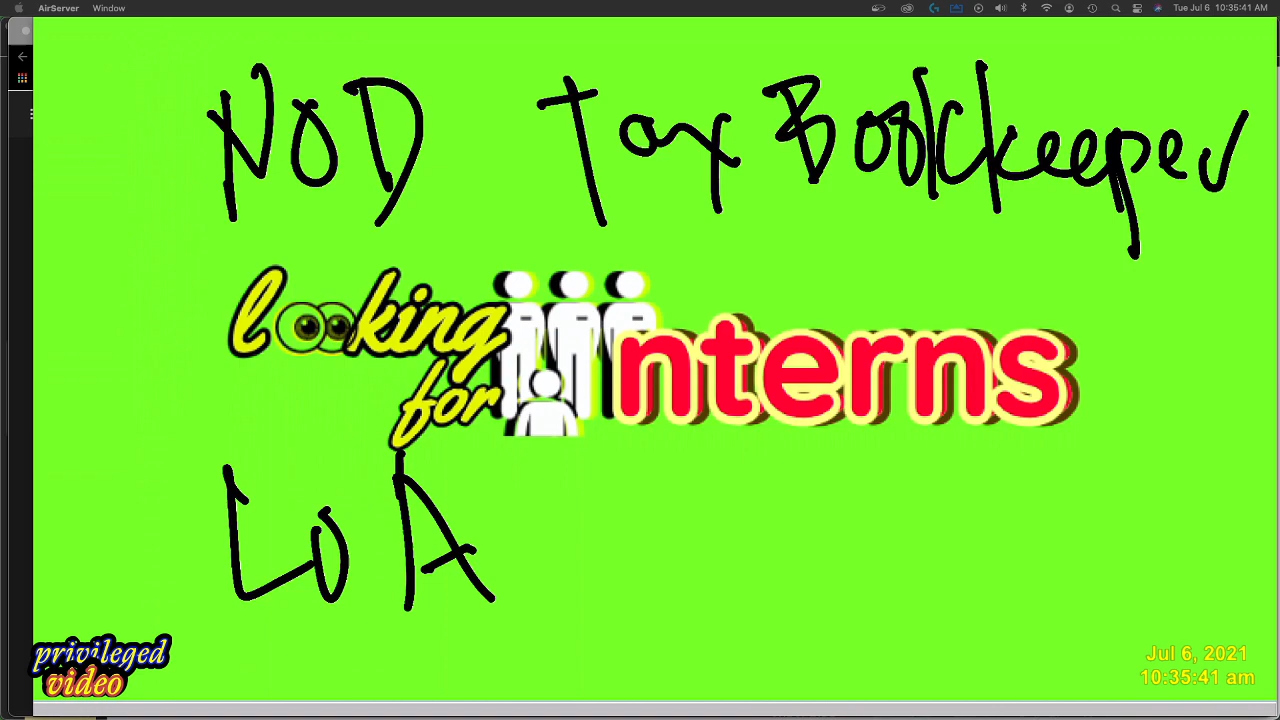 AirServer Window Tue Jul 6 10:35:41 AM
NOD Tax Bookkeeper
looking
for
nterns
LOA
privileged
video
Jul 6, 2021
10:35:41 am